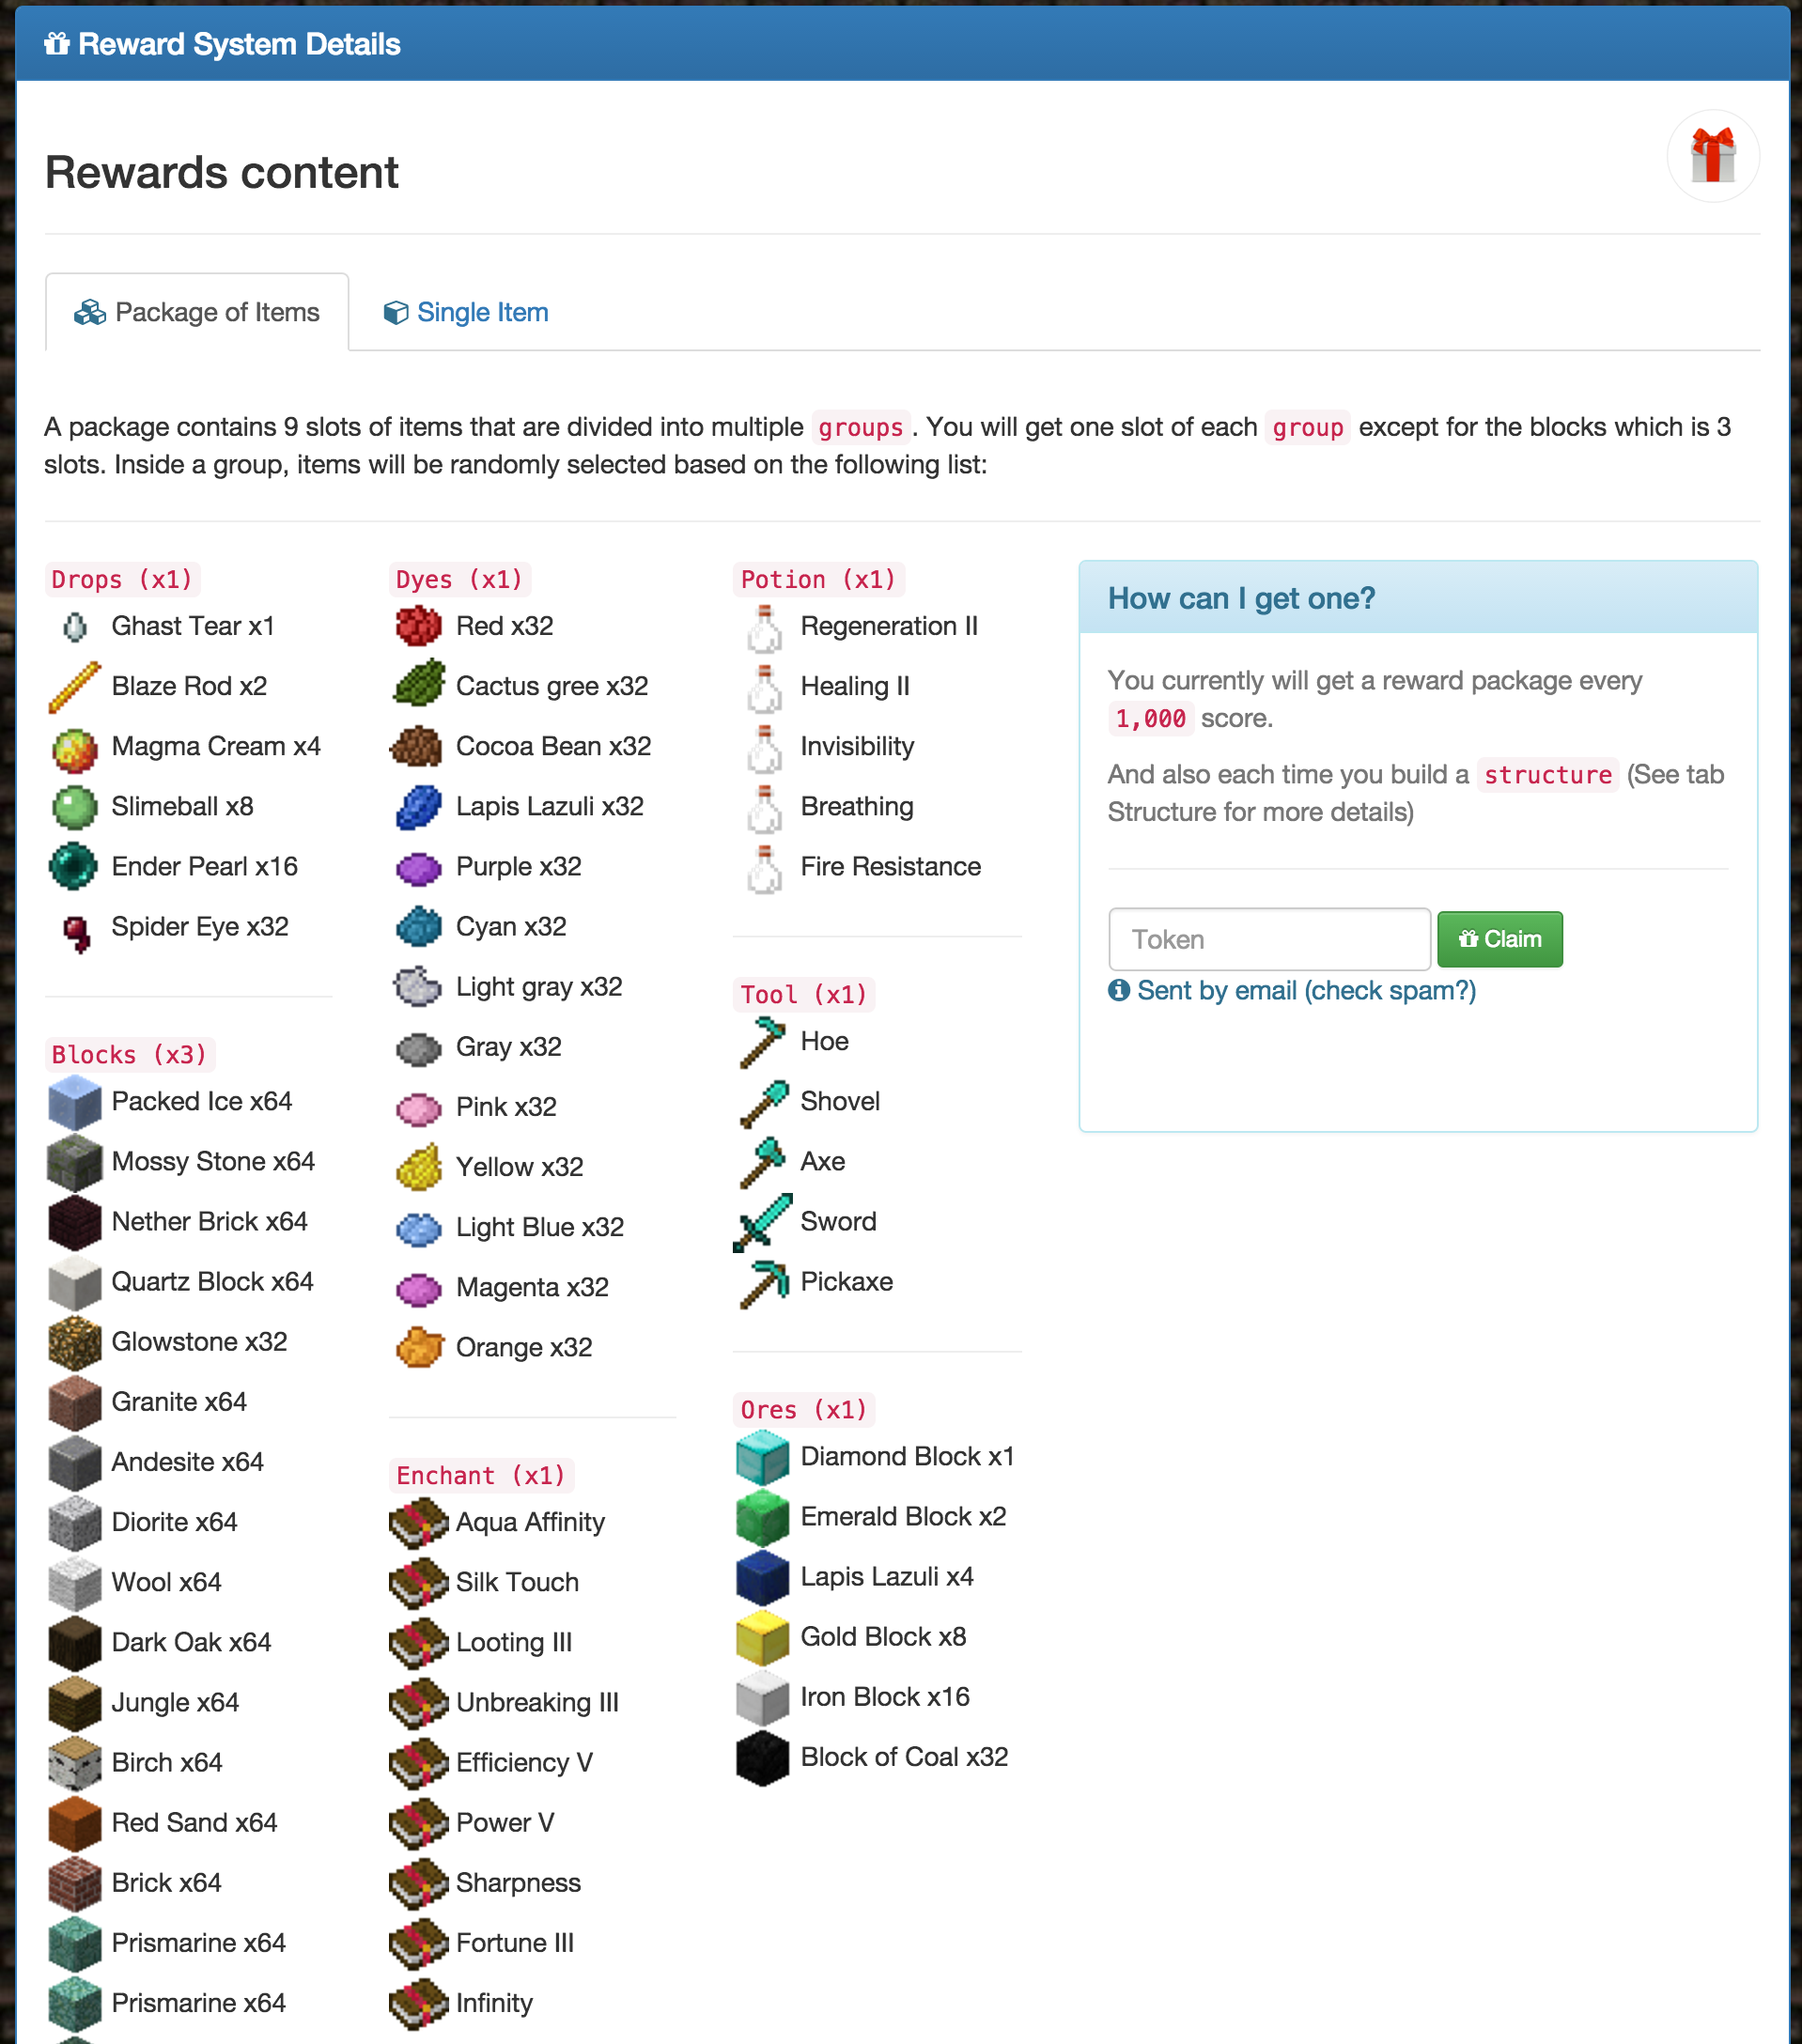 Reward System Details
Rewards content
Package of Items
Single Item
A package contains 9 slots of items that are divided into multiple groups. You will get one slot of each group except for the blocks which is 3
slots. Inside a group, items will be randomly selected based on the following list:
Drops (x1)
Ghast Tear x1
Blaze Rod x2
Magma Cream x4
Slimeball x8
Ender Pearl x16
Spider Eye x32
Blocks (x3)
Packed Ice x64
Mossy Stone x64
Nether Brick x64
Quartz Block x64
Glowstone x32
Granite x64
Andesite x64
Diorite x64
Wool x64
Dark Oak x64
Jungle x64
Birch x64
Red Sand x64
Brick x64
Prismarine x64
Prismarine x64
Dyes (x1)
Red x32
Cactus gree x32
Cocoa Bean x32
Lapis Lazuli x32
Purple x32
Cyan x32
Light gray x32
Gray x32
Pink x32
Yellow x32
Light Blue x32
Magenta x32
Orange x32
Enchant (x1)
Aqua Affinity
Silk Touch
Looting III
Unbreaking III
Efficiency V
Power V
Sharpness
Fortune III
Infinity
Potion (x1)
Regeneration II
Healing II
Invisibility
Breathing
Fire Resistance
Tool (x1)
Hoe
Shovel
Axe
Sword
Pickaxe
Ores (x1)
Diamond Block x1
Emerald Block x2
Lapis Lazuli x4
Gold Block x8
Iron Block x16
Block of Coal x32
How can I get one?
You currently will get a reward package every
1,000 score.
And also each time you build a structure (See tab
Structure for more details)
Token
Claim
Sent by email (check spam?)